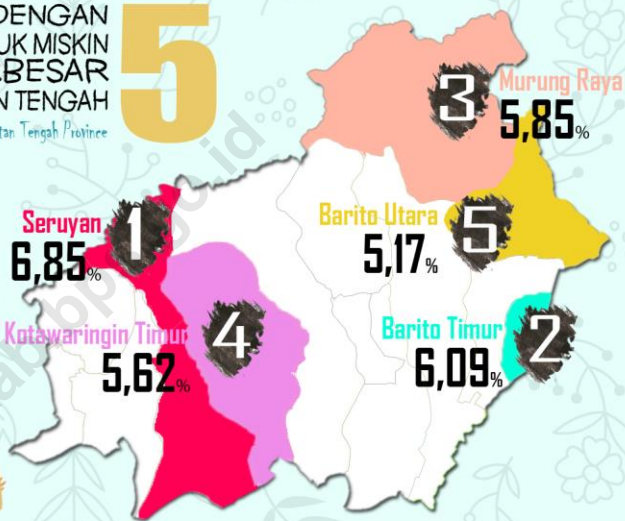 DENGAN
UK MISKIN
BESAR
N TENGAH
tan Tengah Province
5
3
Murung Raya
5,85%
Seruyan
1
6,85%
Barito Utara
5
5,17%
Kotawaringin Timur
4
5,62%
Barito Timur
2
6,09%